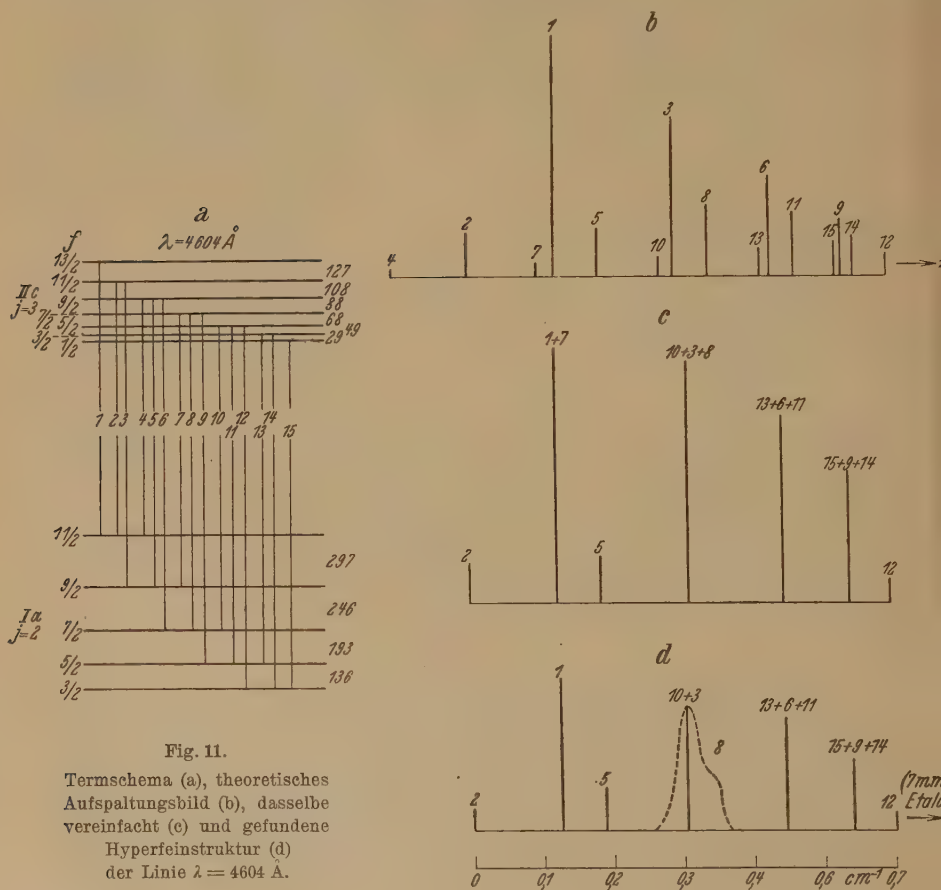 a
λ=4604 Å
f
13/2
127
11/2
108
II c
9/2
88
j=3
7/2
5/2
68
3/2
1/2
29
49
1 2 3 4 5 6 7 8 9 10 11 12 13 14 15
11/2
297
9/2
246
I a
j=2
7/2
193
5/2
136
3/2
Fig. 11.
Termschema (a), theoretisches
Aufspaltungsbild (b), dasselbe
vereinfacht (c) und gefundene
Hyperfeinstruktur (d)
der Linie λ = 4604 Å.
b
4 2 7 1 5 10 3 8 13 6 11 15 9 14 12
c
2 1+7 5 10+3+8 13+6+11 15+9+14 12
d
2 1 5 10+3 8 13+6+11 15+9+14 12
(7mm
Etalo
0 0,1 0,2 0,3 0,4 0,5 cm⁻¹ 0,6 0,7